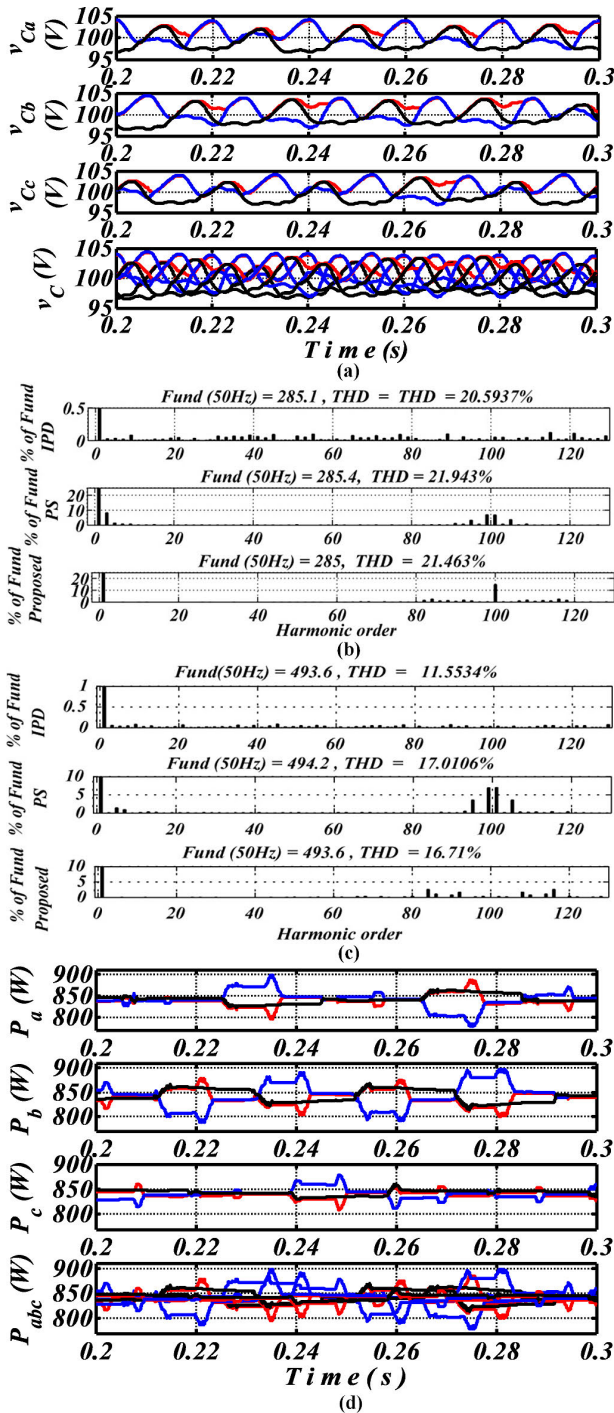 v_Ca (V)
105
100
95
0.2 0.22 0.24 0.26 0.28 0.3
v_Cb (V)
105
100
95
0.2 0.22 0.24 0.26 0.28 0.3
v_Cc (V)
105
100
95
0.2 0.22 0.24 0.26 0.28 0.3
v_C (V)
105
100
95
0.2 0.22 0.24 0.26 0.28 0.3
Time(s)
(a)
Fund (50Hz) = 285.1 , THD = THD = 20.5937%
% of Fund
IPD
0.5
0
0 20 40 60 80 100 120
Fund (50Hz) = 285.4, THD = 21.943%
% of Fund
PS
20
10
0
0 20 40 60 80 100 120
Fund (50Hz) = 285, THD = 21.463%
% of Fund
Proposed
20
10
0
0 20 40 60 80 100 120
Harmonic order
(b)
Fund(50Hz) = 493.6 , THD = 11.5534%
% of Fund
IPD
1
0.5
0
0 20 40 60 80 100 120
Fund (50Hz) = 494.2 , THD = 17.0106%
% of Fund
PS
10
5
0
0 20 40 60 80 100 120
Fund (50Hz) = 493.6 , THD = 16.71%
% of Fund
Proposed
10
5
0
0 20 40 60 80 100 120
Harmonic order
(c)
P_a (W)
900
850
800
0.2 0.22 0.24 0.26 0.28 0.3
P_b (W)
900
850
800
0.2 0.22 0.24 0.26 0.28 0.3
P_c (W)
900
850
800
0.2 0.22 0.24 0.26 0.28 0.3
P_abc (W)
900
850
800
0.2 0.22 0.24 0.26 0.28 0.3
Time(s)
(d)